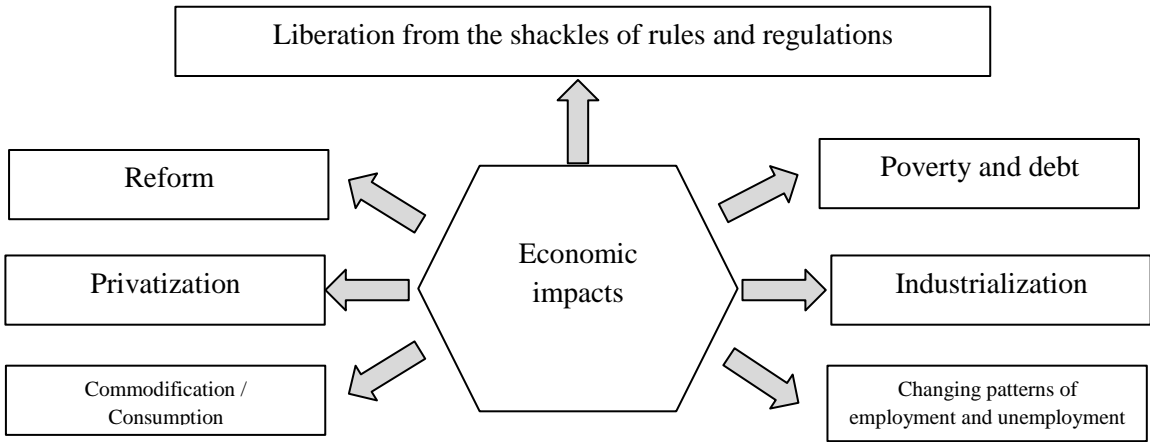 Liberation from the shackles of rules and regulations
Reform
Poverty and debt
Economic
impacts
Privatization
Industrialization
Commodification /
Consumption
Changing patterns of
employment and unemployment